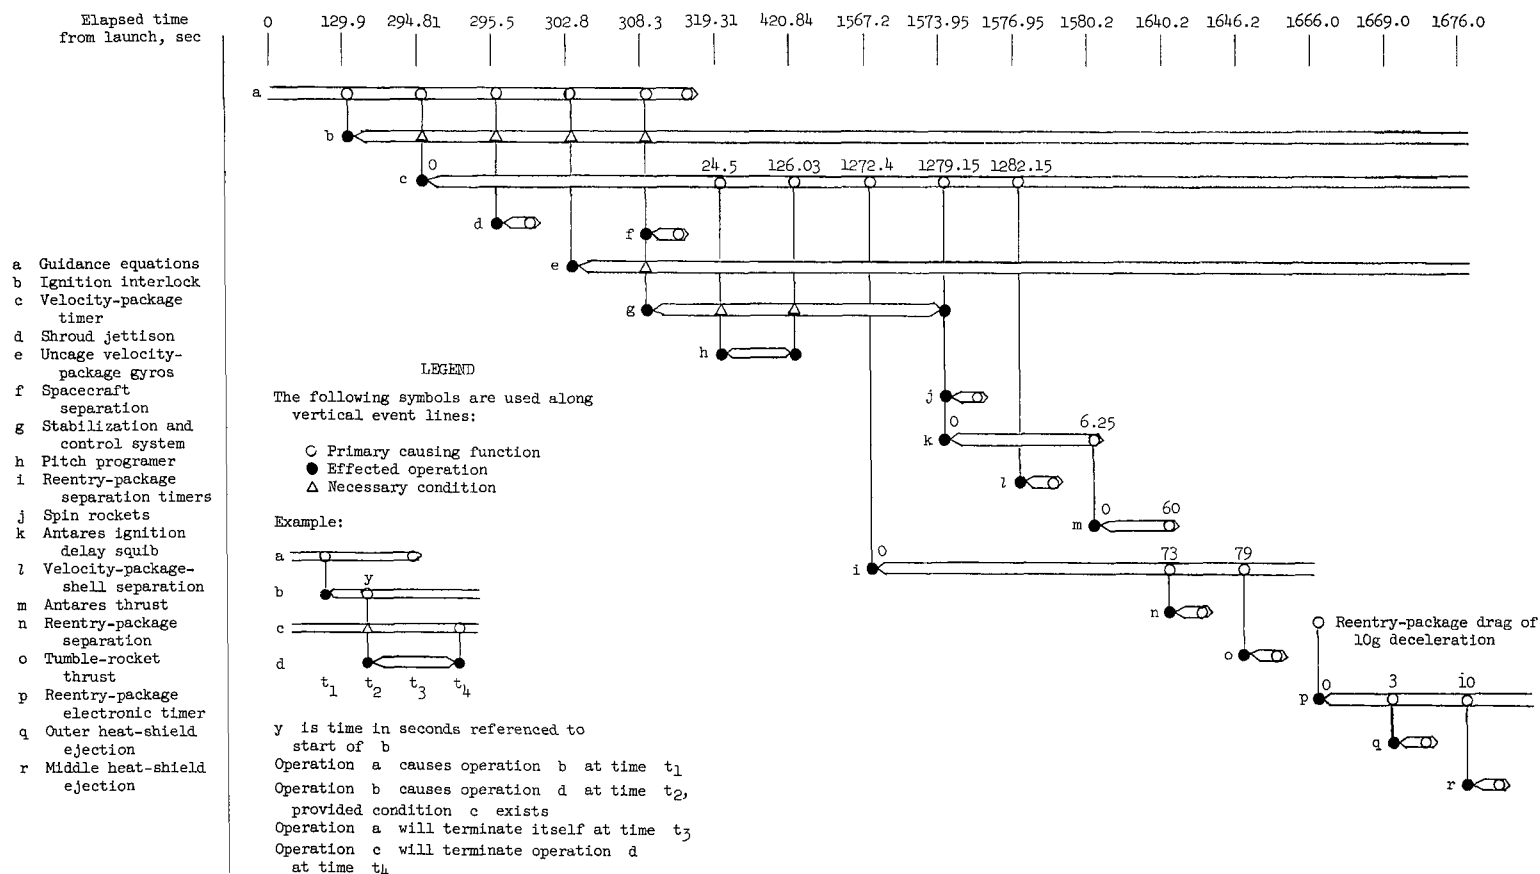 Elapsed time
from launch, sec
0 129.9 294.81 295.5 302.8 308.3 319.31 420.84 1567.2 1573.95 1576.95 1580.2 1640.2 1646.2 1666.0 1669.0 1676.0
a
b
c 0 24.5 126.03 1272.4 1279.15 1282.15
d
f
e
g
h
j
k 0 6.25
l
m 0 60
i 0 73 79
n
Reentry-package drag of
10g deceleration
o
p 0 3 10
q
r
a Guidance equations
b Ignition interlock
c Velocity-package
timer
d Shroud jettison
e Uncage velocity-
package gyros
f Spacecraft
separation
g Stabilization and
control system
h Pitch programer
i Reentry-package
separation timers
j Spin rockets
k Antares ignition
delay squib
l Velocity-package-
shell separation
m Antares thrust
n Reentry-package
separation
o Tumble-rocket
thrust
p Reentry-package
electronic timer
q Outer heat-shield
ejection
r Middle heat-shield
ejection
LEGEND
The following symbols are used along
vertical event lines:
Primary causing function
Effected operation
Necessary condition
Example:
a
y
b
c
d
t1 t2 t3 t4
y is time in seconds referenced to
start of b
Operation a causes operation b at time t1
Operation b causes operation d at time t2,
provided condition c exists
Operation a will terminate itself at time t3
Operation c will terminate operation d
at time t4